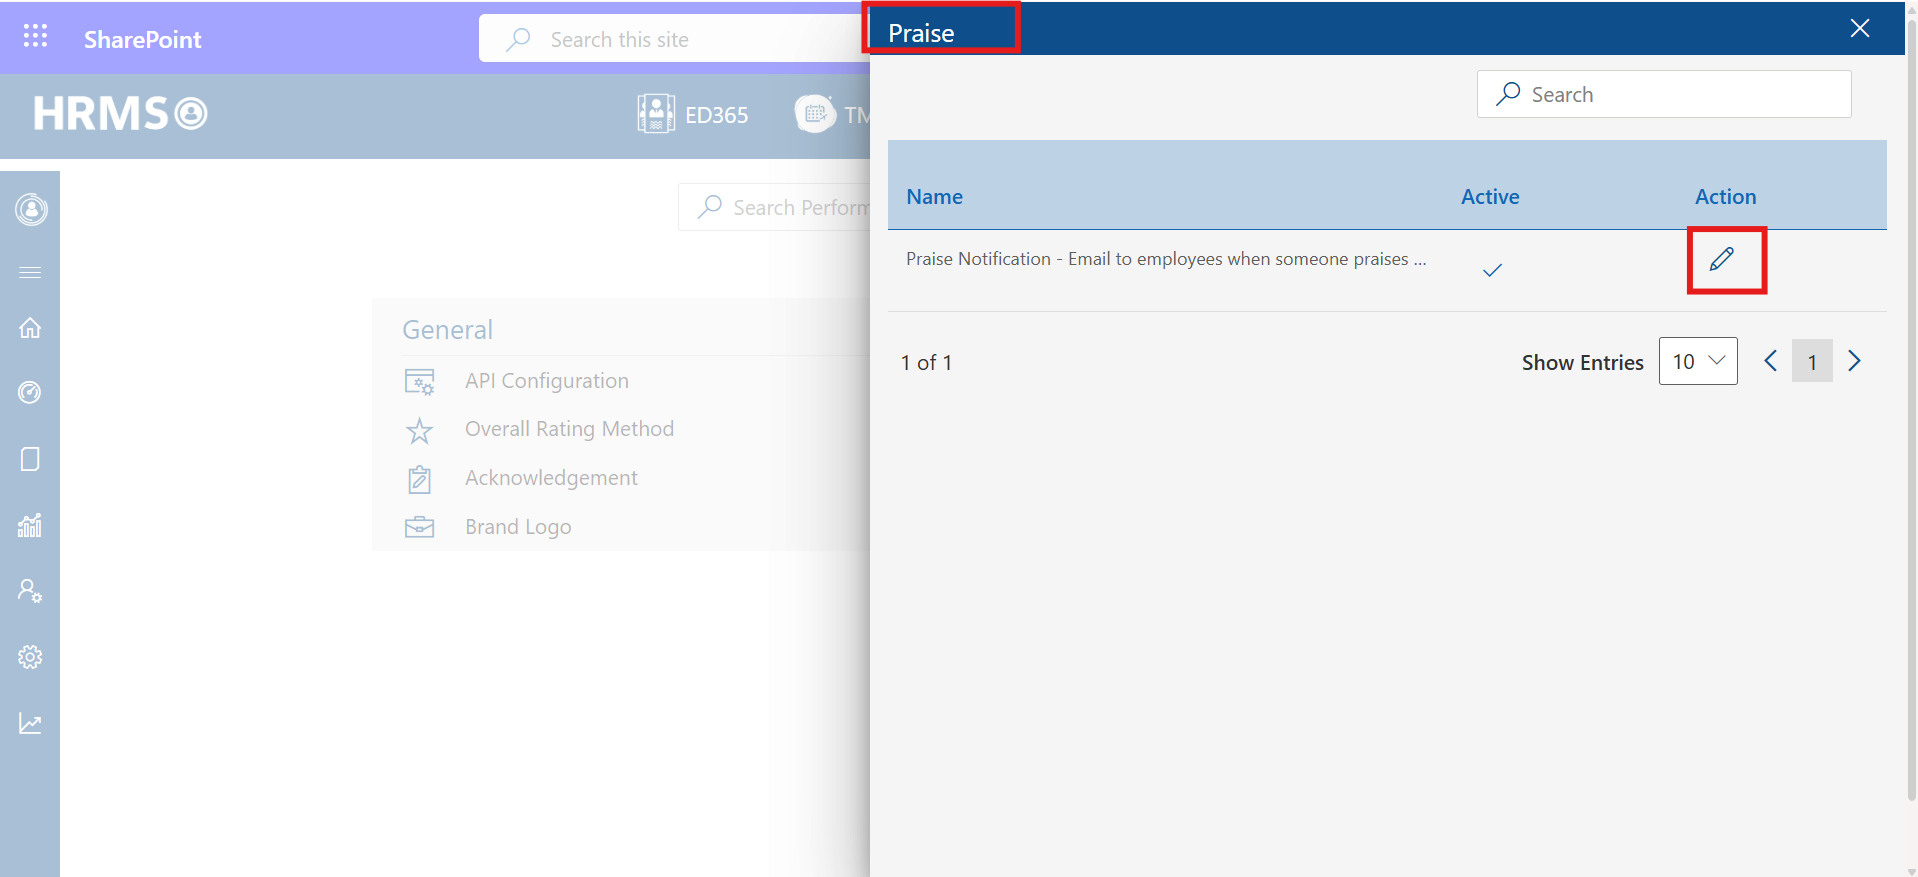 SharePoint
Search this site
HRMS
ED365
TM
Search Perform
General
API Configuration
Overall Rating Method
Acknowledgement
Brand Logo
Praise
Search
Name Active Action
Praise Notification - Email to employees when someone praises ...
1 of 1
Show Entries 10 1